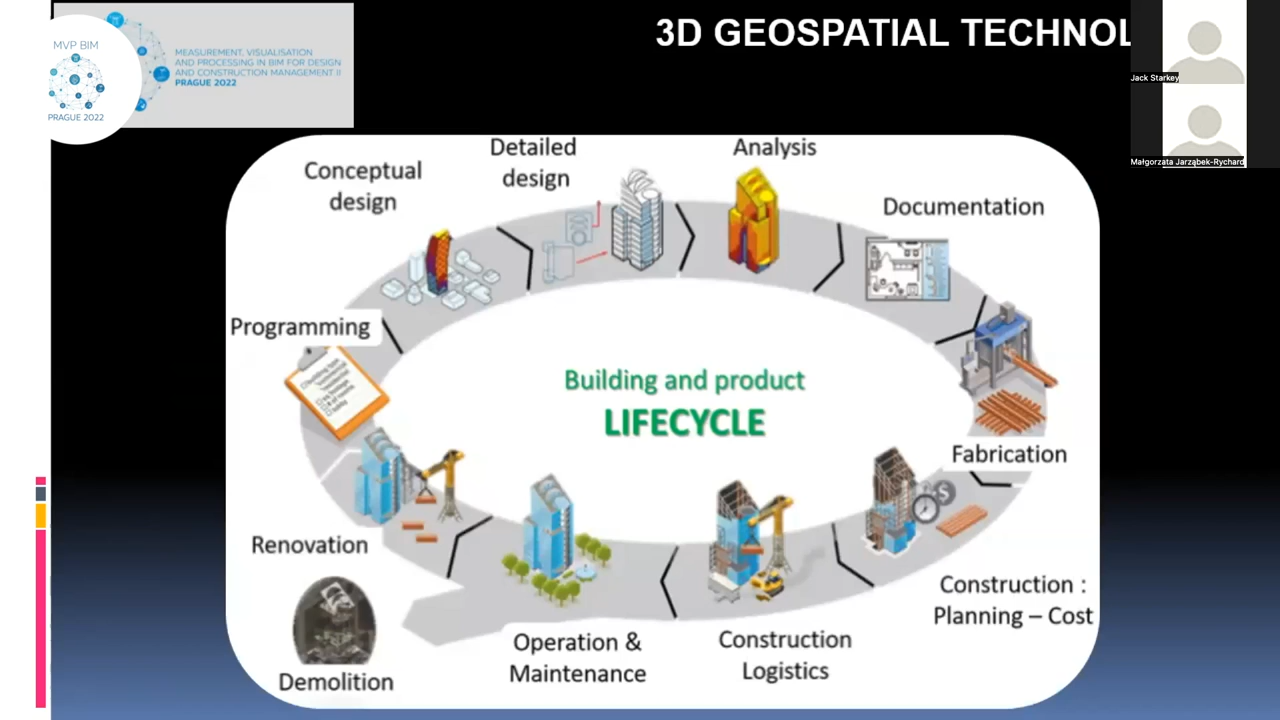 MVP BIM
PRAGUE 2022
MEASUREMENT, VISUALISATION
AND PROCESSING IN BIM FOR DESIGN
AND CONSTRUCTION MANAGEMENT II
PRAGUE 2022
3D GEOSPATIAL TECHNOL
Jack Starkey
Małgorzata Jarząbek-Rychard
Conceptual
design
Detailed
design
Analysis
Documentation
Programming
Building and product
LIFECYCLE
Fabrication
Renovation
Construction :
Planning – Cost
Demolition
Operation &
Maintenance
Construction
Logistics